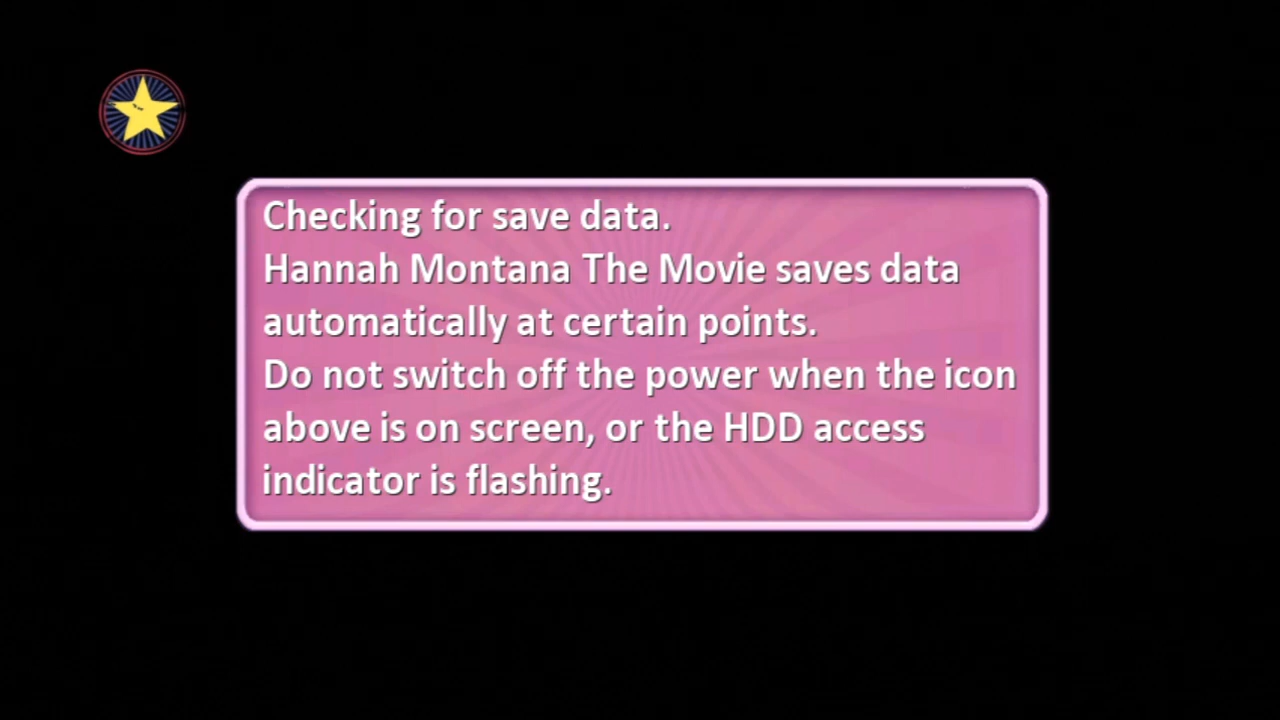 Checking for save data.
Hannah Montana The Movie saves data
automatically at certain points.
Do not switch off the power when the icon
above is on screen, or the HDD access
indicator is flashing.